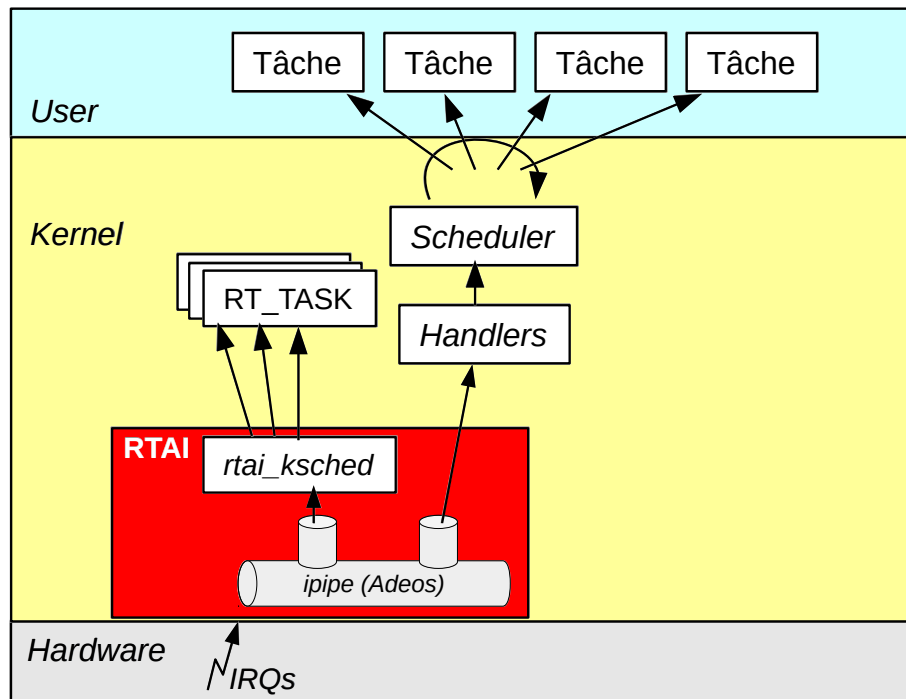 Tâche
Tâche
Tâche
Tâche
User
Kernel
Scheduler
RT_TASK
Handlers
RTAI
rtai_ksched
ipipe (Adeos)
Hardware
IRQs